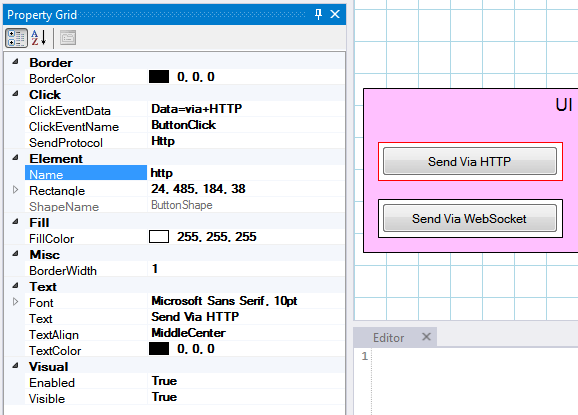 Property Grid
Border
BorderColor 0, 0, 0
Click
ClickEventData Data=via+HTTP
ClickEventName ButtonClick
SendProtocol Http
Element
Name http
Rectangle 24, 485, 184, 38
ShapeName ButtonShape
Fill
FillColor 255, 255, 255
Misc
BorderWidth 1
Text
Font Microsoft Sans Serif, 10pt
Text Send Via HTTP
TextAlign MiddleCenter
TextColor 0, 0, 0
Visual
Enabled True
Visible True
UI
Send Via HTTP
Send Via WebSocket
Editor
1